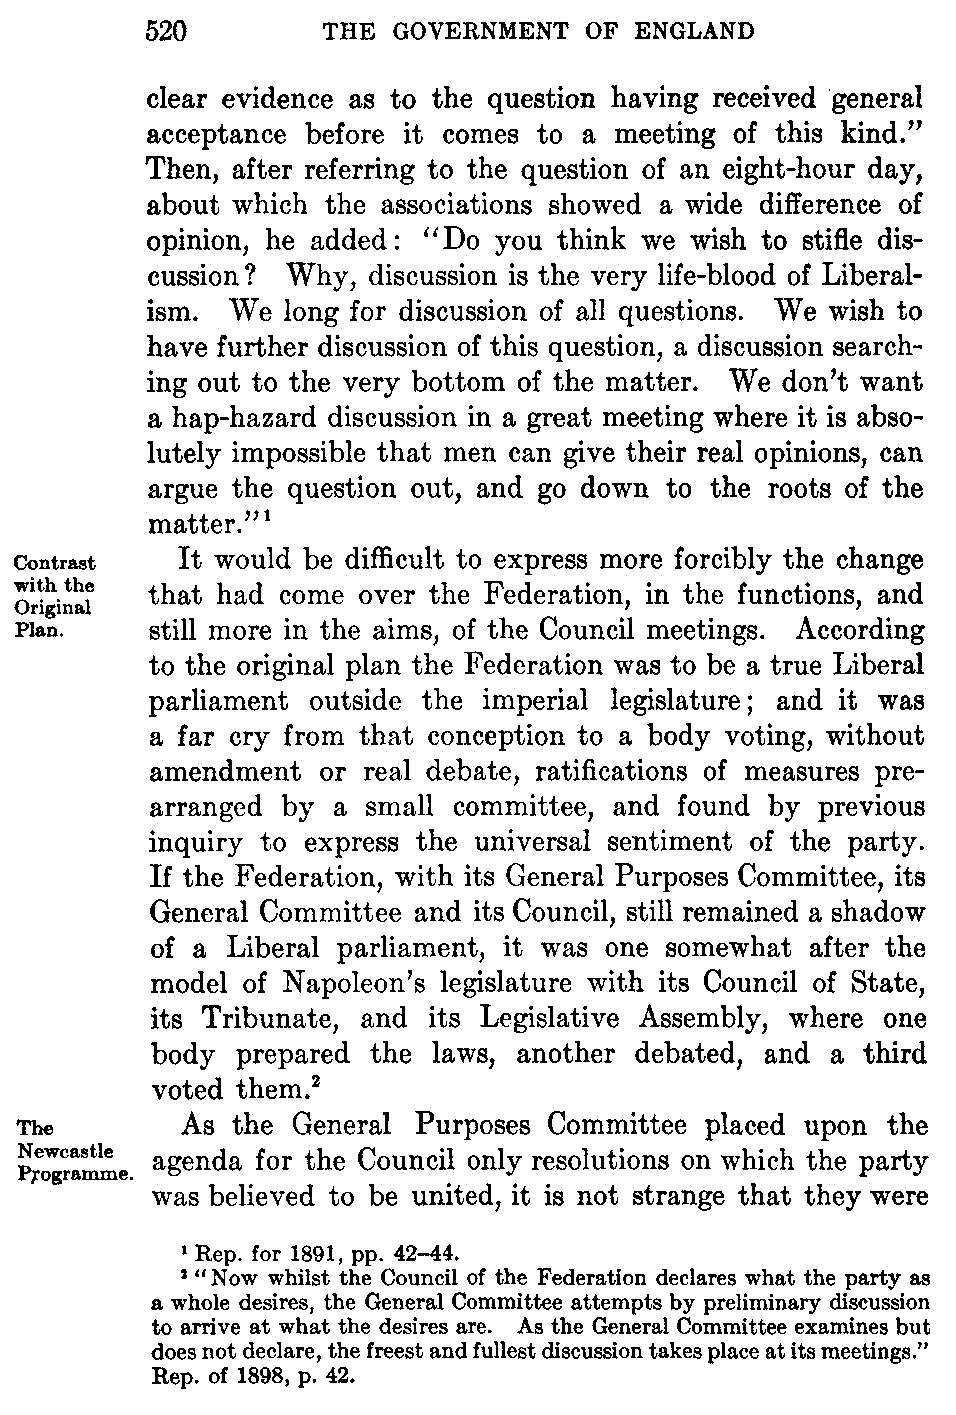 520 THE GOVERNMENT OF ENGLAND
clear evidence as to the question having received general
acceptance before it comes to a meeting of this kind."
Then, after referring to the question of an eight-hour day,
about which the associations showed a wide difference of
opinion, he added: "Do you think we wish to stifle dis-
cussion? Why, discussion is the very life-blood of Liberal-
ism. We long for discussion of all questions. We wish to
have further discussion of this question, a discussion search-
ing out to the very bottom of the matter. We don't want
a hap-hazard discussion in a great meeting where it is abso-
lutely impossible that men can give their real opinions, can
argue the question out, and go down to the roots of the
matter."¹
Contrast
with the
Original
Plan.
It would be difficult to express more forcibly the change
that had come over the Federation, in the functions, and
still more in the aims, of the Council meetings. According
to the original plan the Federation was to be a true Liberal
parliament outside the imperial legislature; and it was
a far cry from that conception to a body voting, without
amendment or real debate, ratifications of measures pre-
arranged by a small committee, and found by previous
inquiry to express the universal sentiment of the party.
If the Federation, with its General Purposes Committee, its
General Committee and its Council, still remained a shadow
of a Liberal parliament, it was one somewhat after the
model of Napoleon's legislature with its Council of State,
its Tribunate, and its Legislative Assembly, where one
body prepared the laws, another debated, and a third
voted them.²
The
Newcastle
Programme.
As the General Purposes Committee placed upon the
agenda for the Council only resolutions on which the party
was believed to be united, it is not strange that they were
¹ Rep. for 1891, pp. 42–44.
² "Now whilst the Council of the Federation declares what the party as
a whole desires, the General Committee attempts by preliminary discussion
to arrive at what the desires are. As the General Committee examines but
does not declare, the freest and fullest discussion takes place at its meetings."
Rep. of 1898, p. 42.